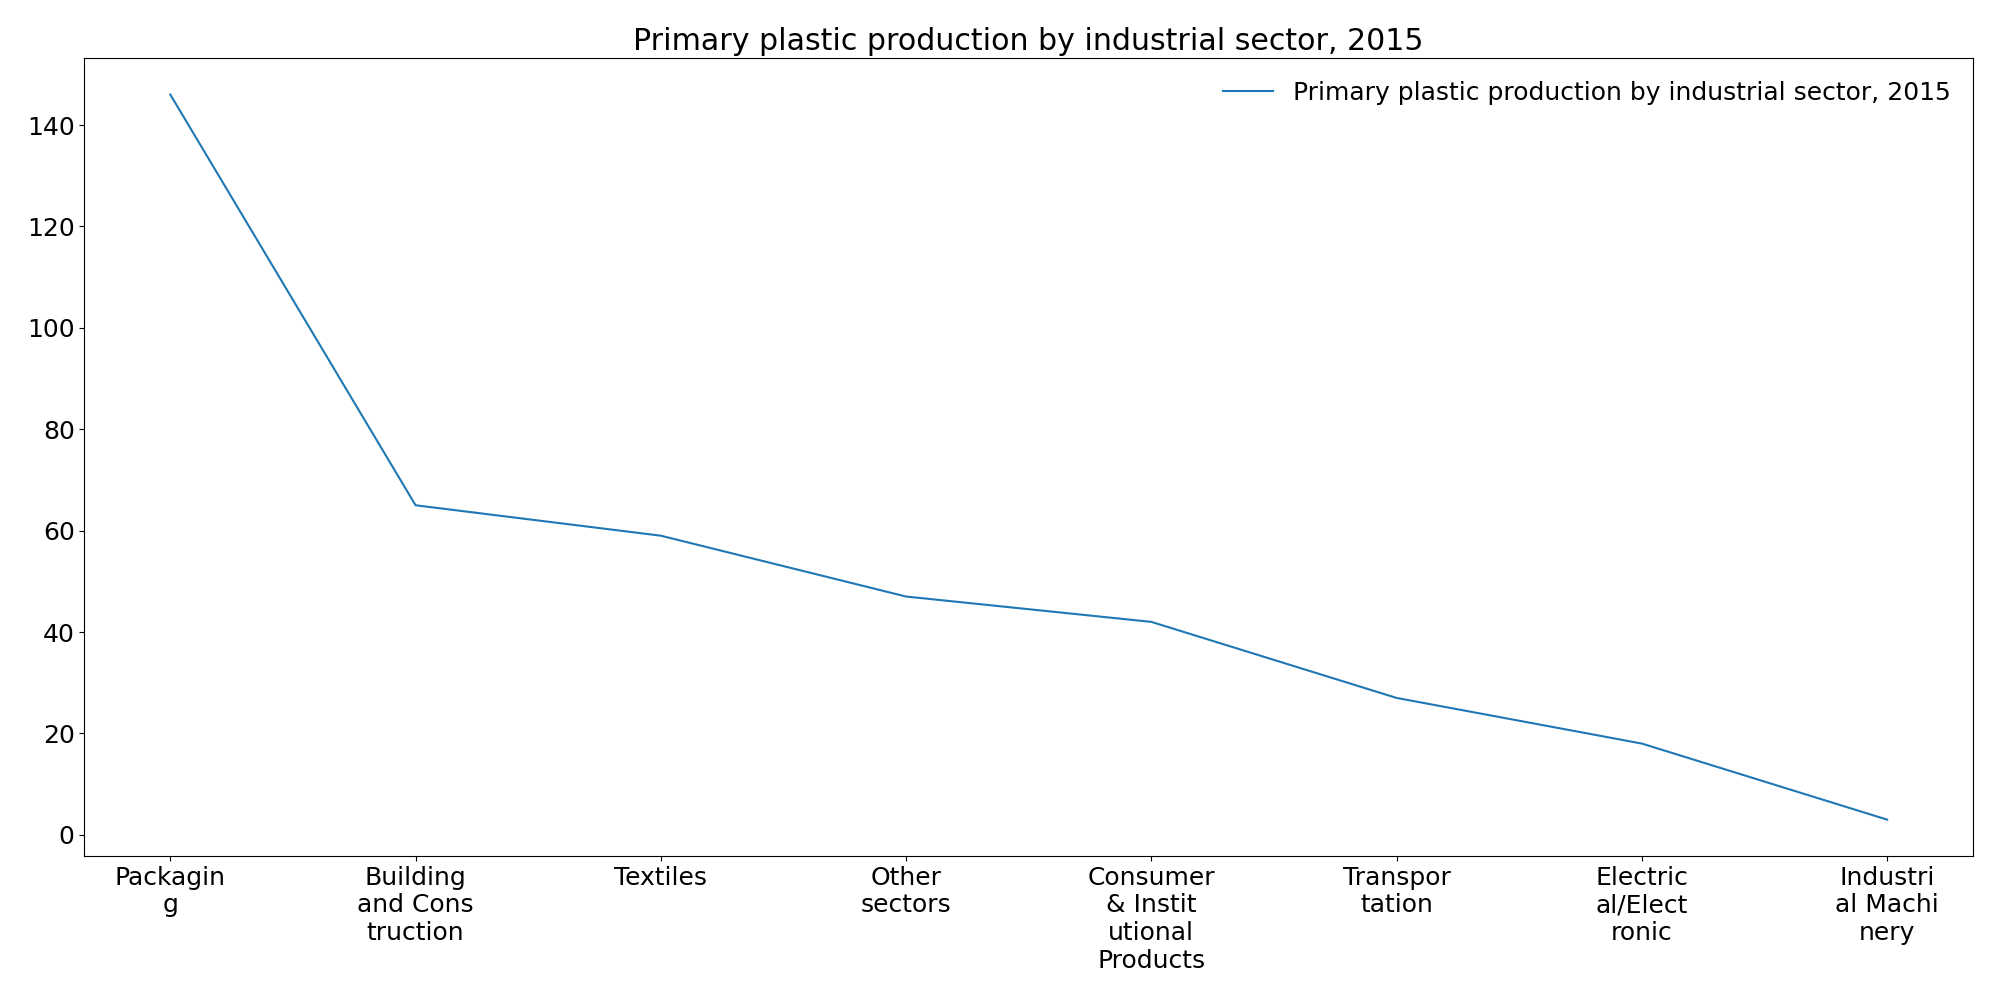 Primary plastic production by industrial sector, 2015
Primary plastic production by industrial sector, 2015
140
120
100
80
60
40
20
0
Packagin
g
Building
and Cons
truction
Textiles
Other
sectors
Consumer
& Instit
utional
Products
Transpor
tation
Electric
al/Elect
ronic
Industri
al Machi
nery